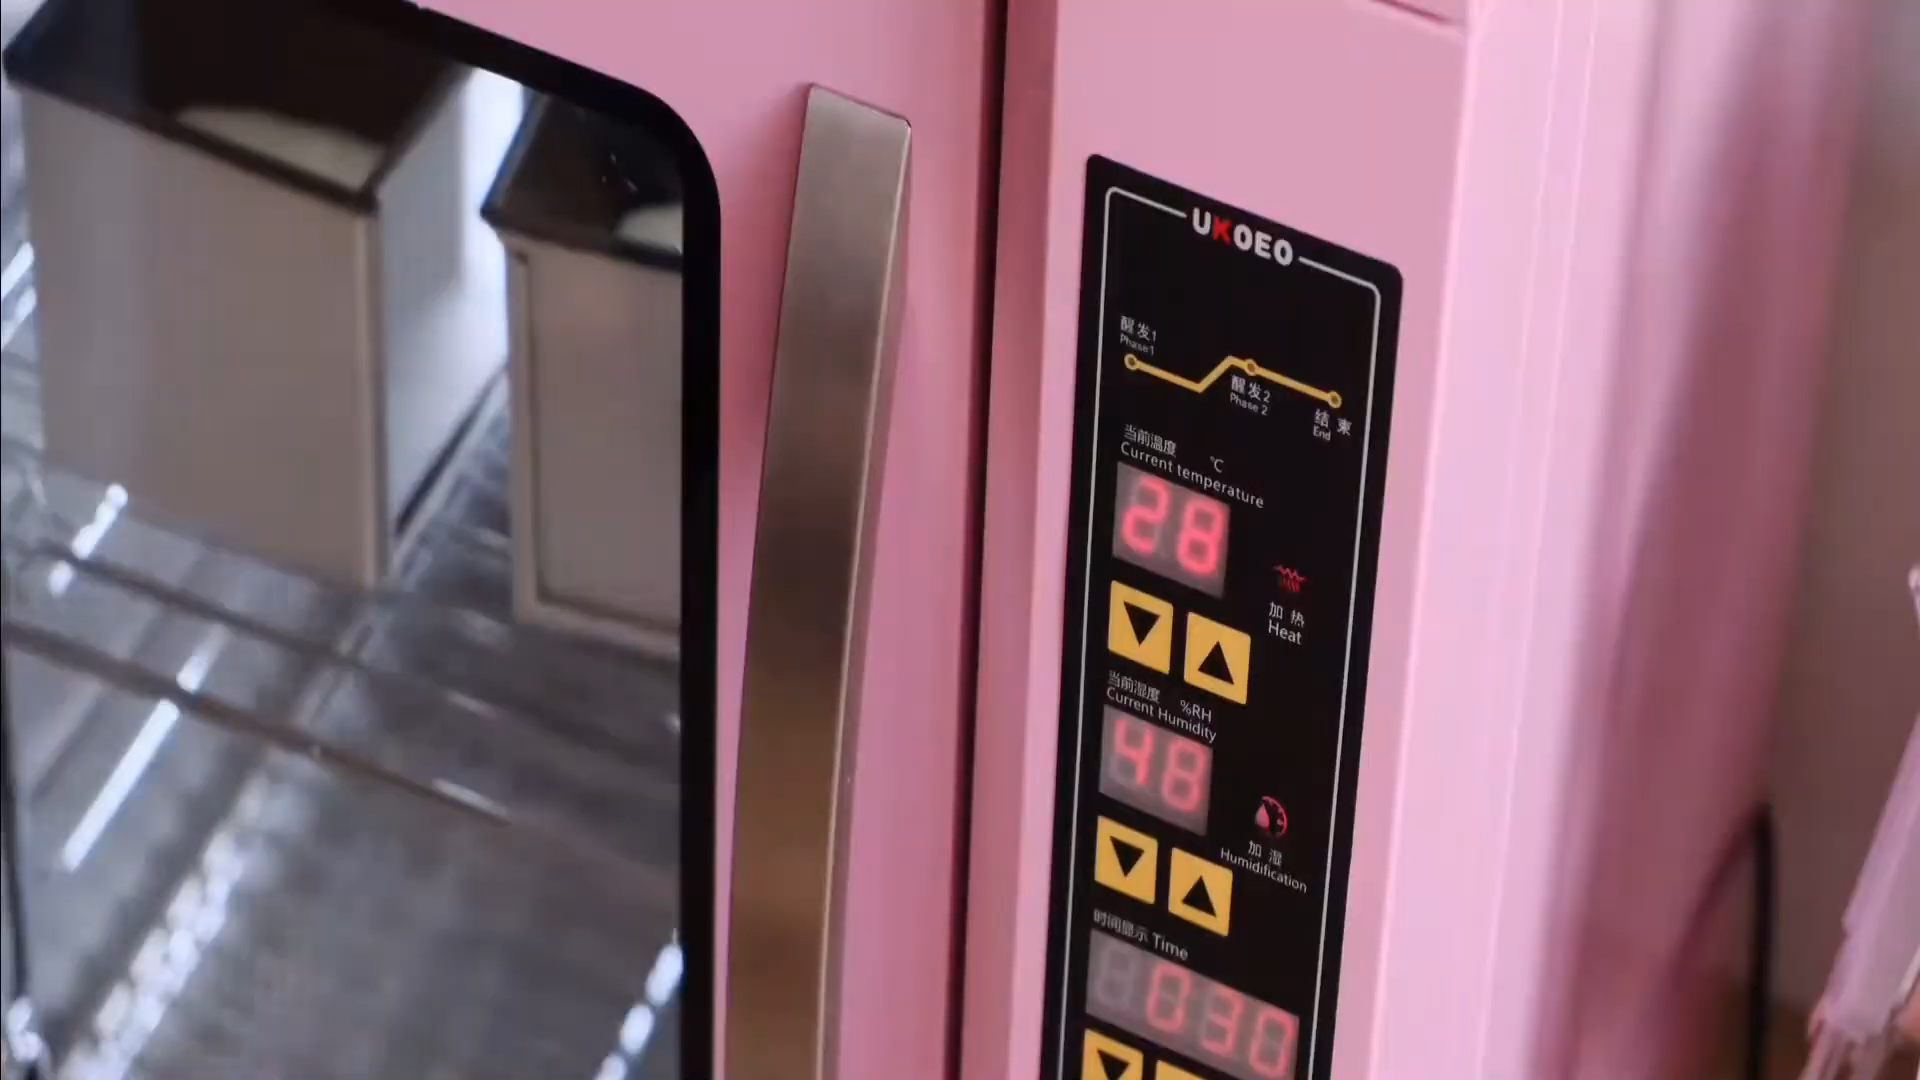 UKOEO
醒发1
Phase1
醒发2
Phase 2
结束
End
当前温度 ℃
Current temperature
28
加热
Heat
当前湿度 %RH
Current Humidity
48
加湿
Humidification
时间显示 Time
030